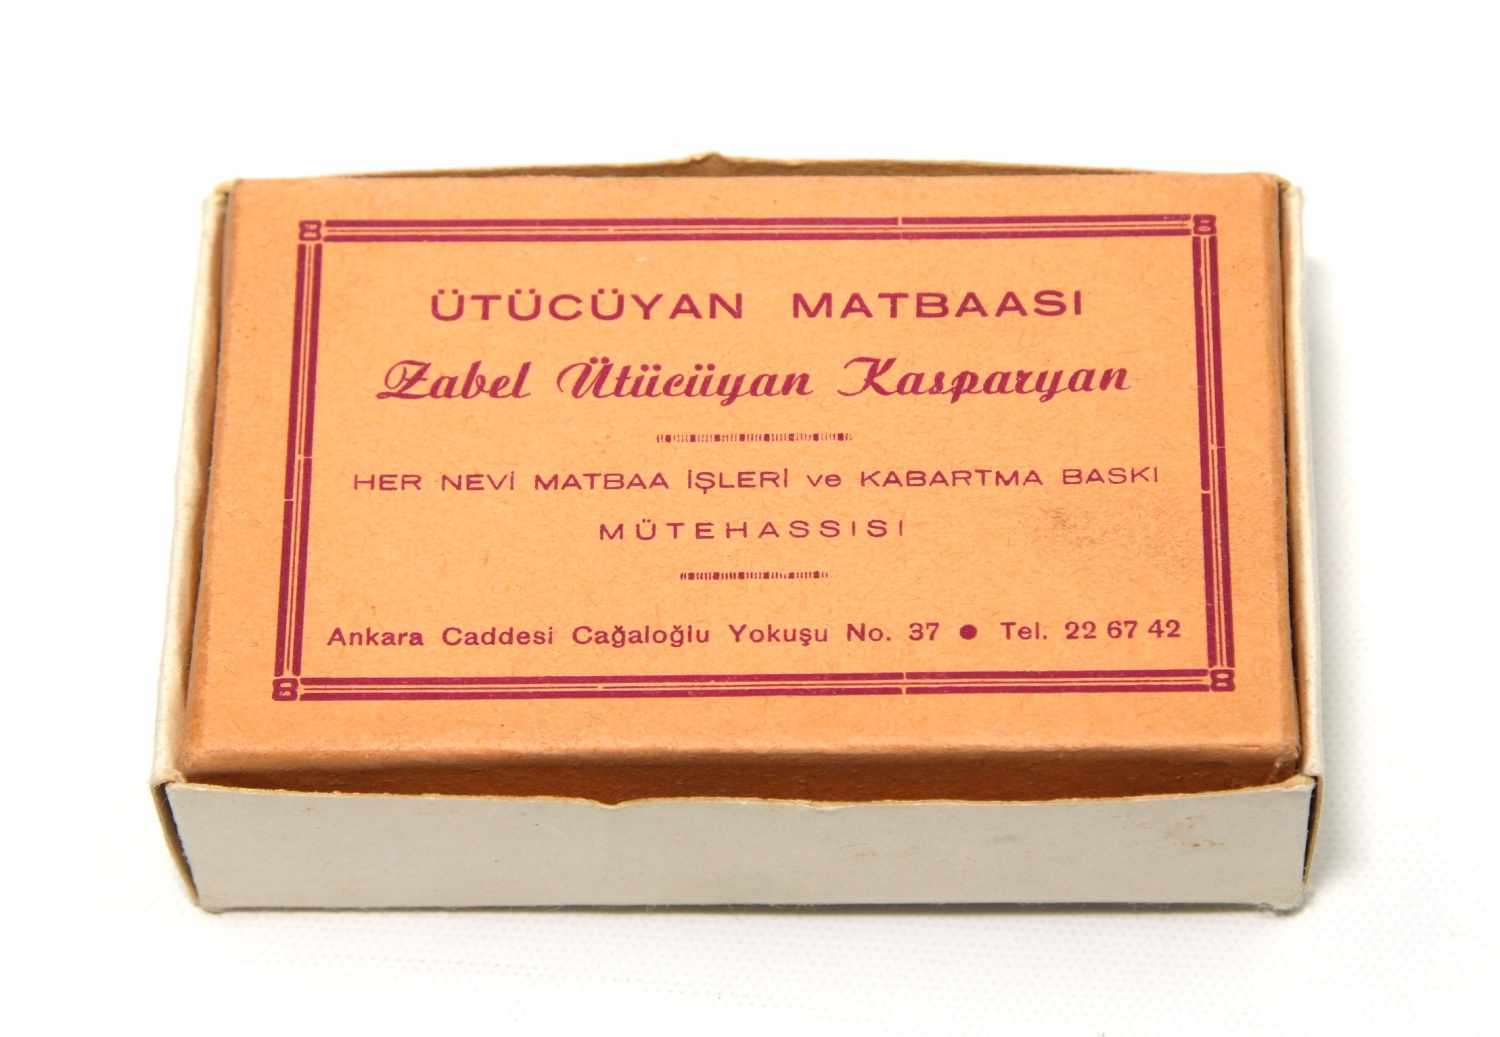 ÜTÜCÜYAN MATBAASI
Zabel Ütücüyan Kasparyan
HER NEVİ MATBAA İŞLERİ ve KABARTMA BASKI
MÜTEHASSISI
Ankara Caddesi Cağaloğlu Yokuşu No. 37 ● Tel. 22 67 42